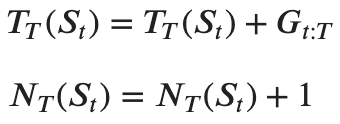 T_T(S_t) = T_T(S_t) + G_{t:T}
N_T(S_t) = N_T(S_t) + 1